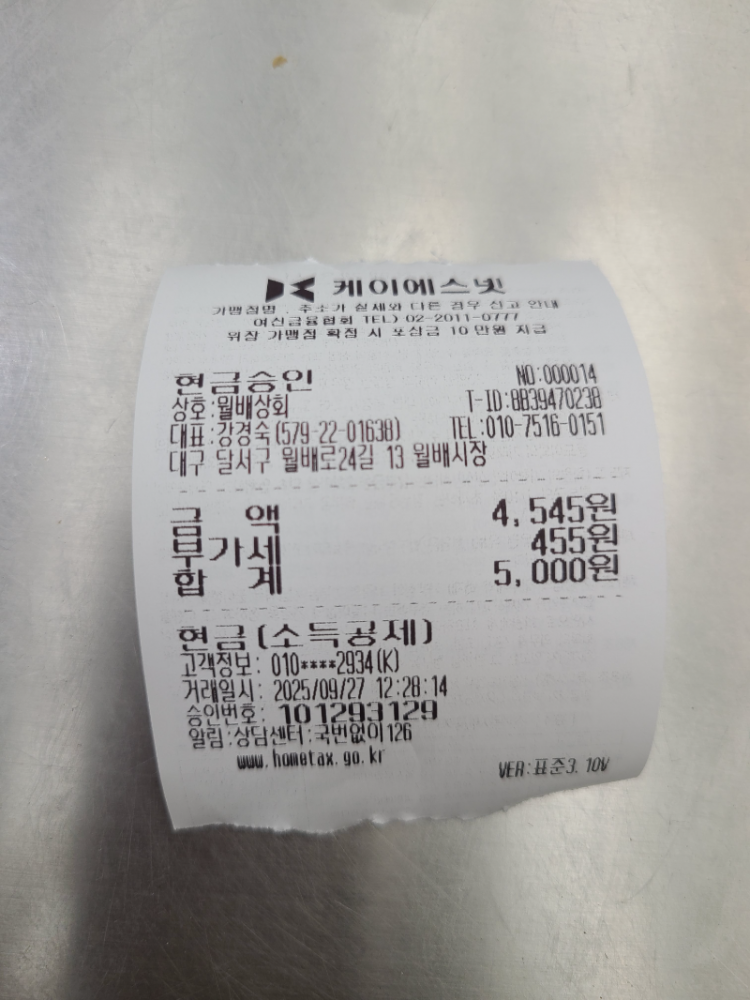 케이에스넷
가맹점명 , 주소가 실제와 다른 경우 신고 안내
여신금융협회 TEL) 02-2011-0777
위장 가맹점 확정 시 포상금 10 만원 지급
현금승인 NO:000014
상호:월배상회 T-ID:8B39470238
대표:강경숙(579-22-01638) TEL:010-7516-0151
대구 달서구 월배로24길 13 월배시장
금 액 4,545원
부가세 455원
합 계 5,000원
현금(소득공제)
고객정보: 010****2934(K)
거래일시: 2025/09/27 12:28:14
승인번호: 101293129
알림:상담센터:국번없이126
www.hometax.go.kr
VER:표준3.10V